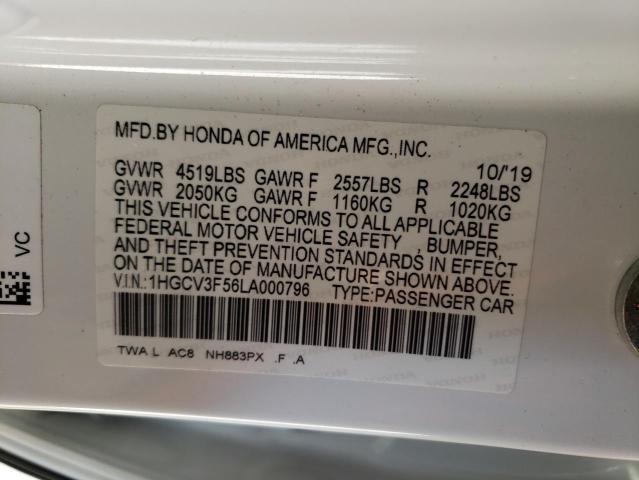 MFD.BY HONDA OF AMERICA MFG.,INC. 10/'19
GVWR 4519LBS GAWR F 2557LBS R 2248LBS
GVWR 2050KG GAWR F 1160KG R 1020KG
THIS VEHICLE CONFORMS TO ALL APPLICABLE
FEDERAL MOTOR VEHICLE SAFETY , BUMPER,
AND THEFT PREVENTION STANDARDS IN EFFECT
ON THE DATE OF MANUFACTURE SHOWN ABOVE.
V.I.N.:1HGCV3F56LA000796 TYPE:PASSENGER CAR
TWA L AC8 NH883PX .F .A
VC